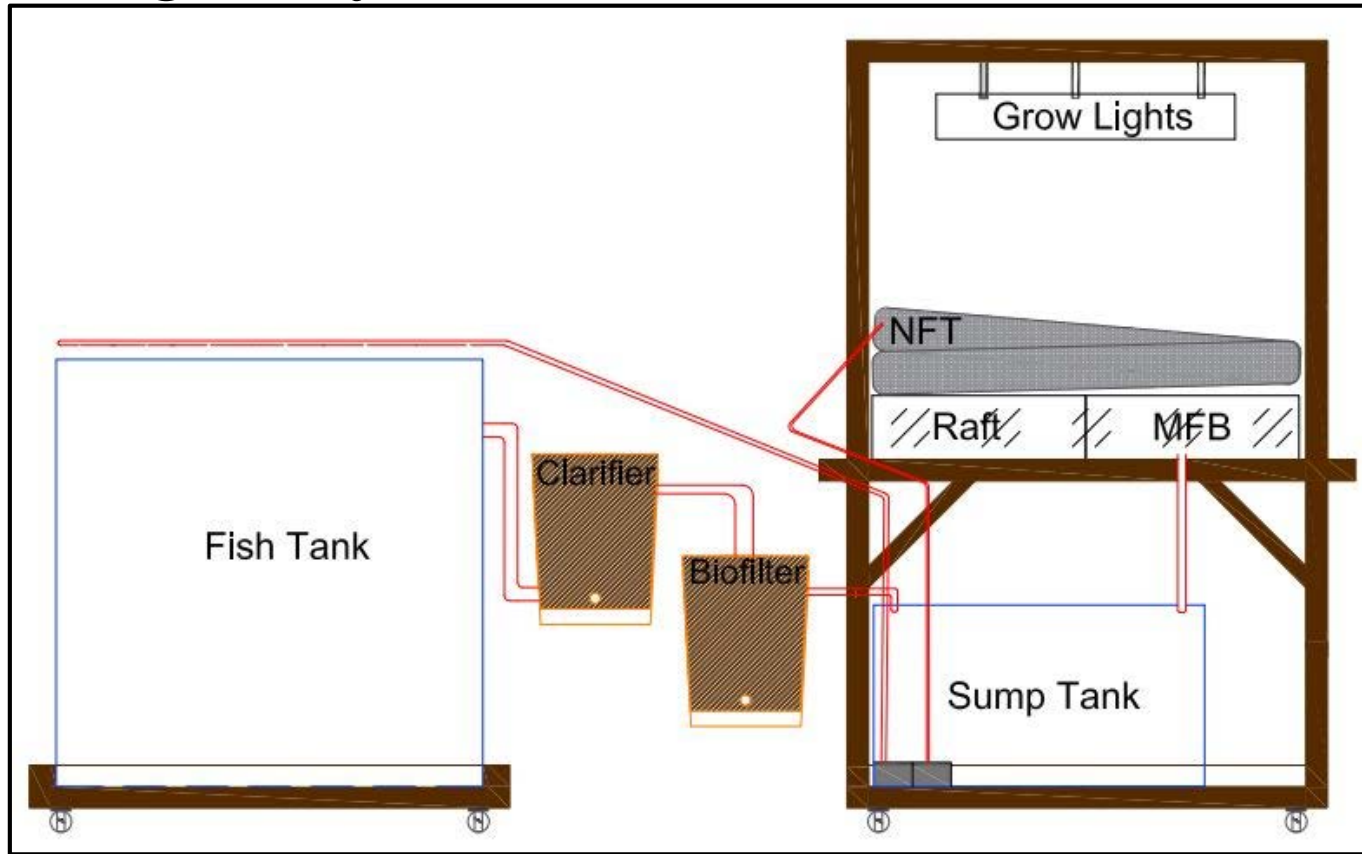 Grow Lights
NFT
Raft
MFB
Clarifier
Fish Tank
Biofilter
Sump Tank